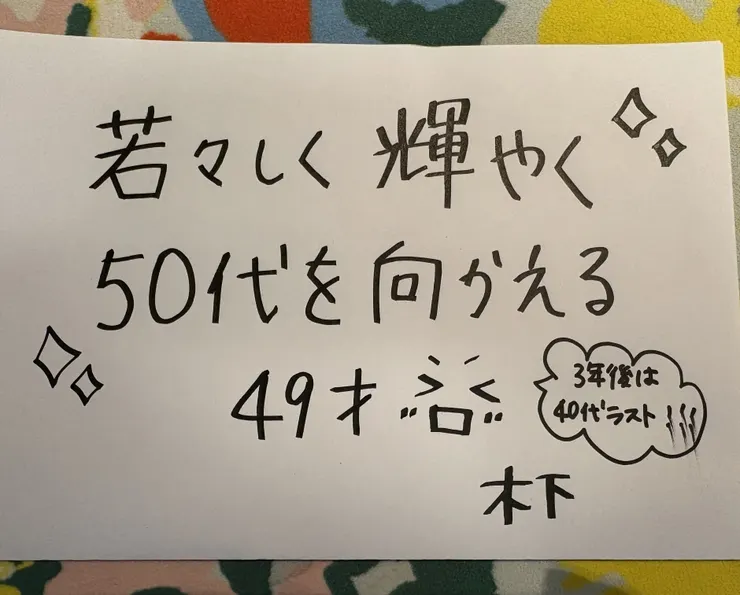 若々しく 輝やく
50代を向かえる
49才
3年後は
40代ラスト
木下